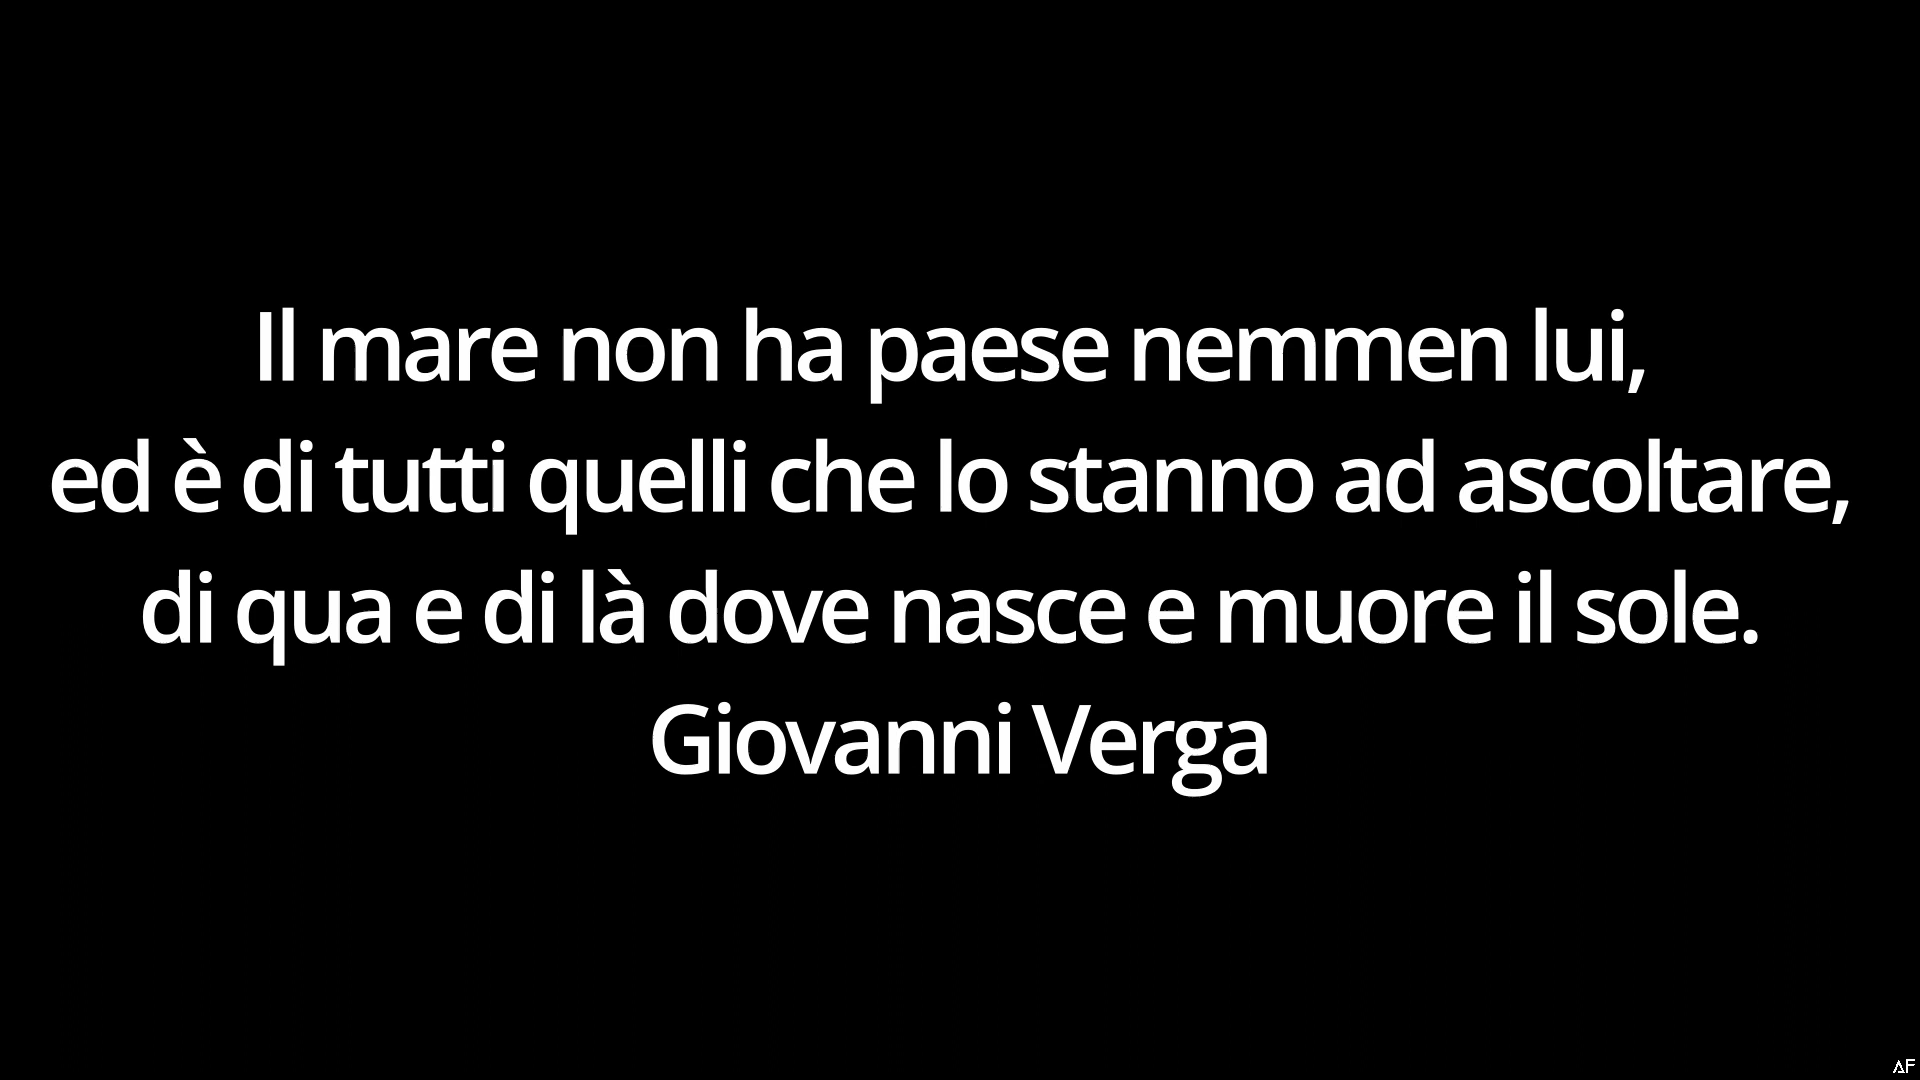 Il mare non ha paese nemmen lui,
ed è di tutti quelli che lo stanno ad ascoltare,
di qua e di là dove nasce e muore il sole.
Giovanni Verga
AF